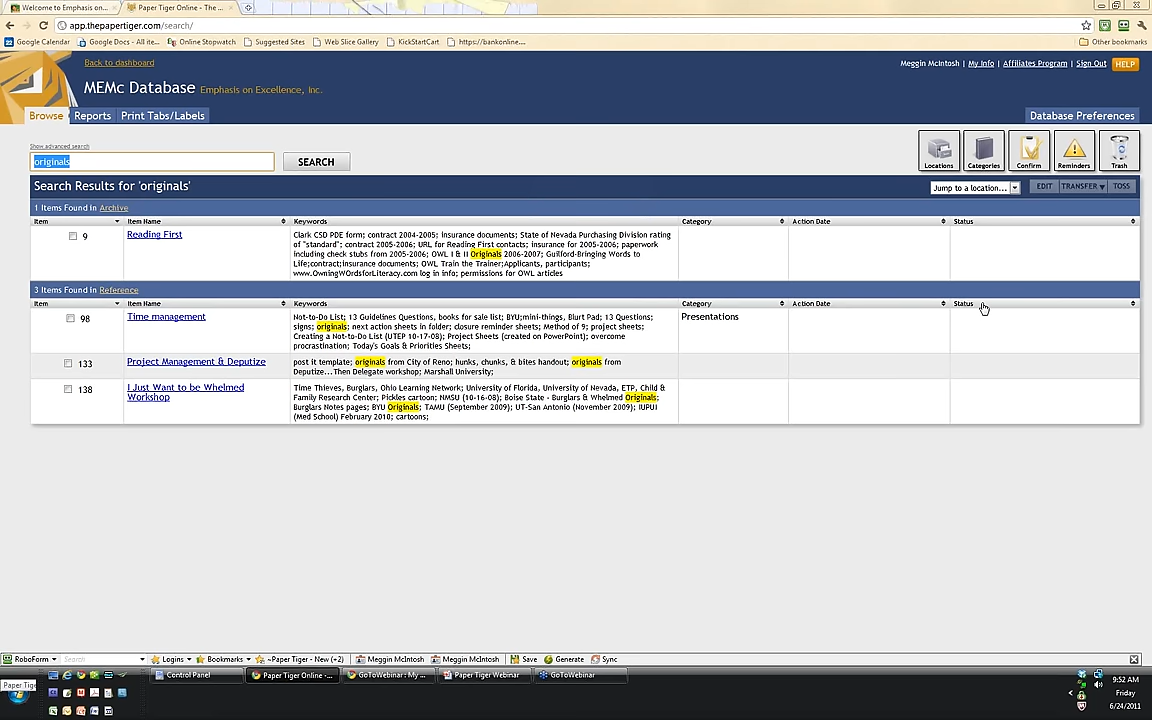 Welcome to Emphasis on...
Paper Tiger Online - The ...
app.thepapertiger.com/search/
Google Calendar
Google Docs - All ite...
Online Stopwatch
Suggested Sites
Web Slice Gallery
KickStartCart
https://bankonline....
Other bookmarks
Back to dashboard
Meggin McIntosh | My Info | Affiliates Program | Sign Out HELP
MEMc Database Emphasis on Excellence, Inc.
Browse Reports Print Tabs/Labels Database Preferences
Show advanced search
originals SEARCH
Locations Categories Confirm Reminders Trash
Search Results for 'originals' Jump to a location... EDIT TRANSFER TOSS
1 Items Found in Archive
Item Item Name Keywords Category Action Date Status
9 Reading First
Clark CSD PDE form; contract 2004-2005; insurance documents; State of Nevada Purchasing Division rating
of "standard"; contract 2005-2006; URL for Reading First contacts; insurance for 2005-2006; paperwork
including check stubs from 2005-2006; OWL I & II Originals 2006-2007; Guilford-Bringing Words to
Life;contract;insurance documents; OWL Train the Trainer;Applicants, participants;
www.OwningWOrdsforLiteracy.com log in info; permissions for OWL articles
3 Items Found in Reference
Item Item Name Keywords Category Action Date Status
98 Time management
Not-to-Do List; 13 Guidelines Questions, books for sale list; BYU;mini-things, Blurt Pad; 13 Questions;
signs; originals; next action sheets in folder; closure reminder sheets; Method of 9; project sheets;
Creating a Not-to-Do List (UTEP 10-17-08); Project Sheets (created on PowerPoint); overcome
procrastination; Today's Goals & Priorities Sheets;
Presentations
133 Project Management & Deputize
post it template; originals from City of Reno; hunks, chunks, & bites handout; originals from
Deputize...Then Delegate workshop; Marshall University;
138 I Just Want to be Whelmed
Workshop
Time Thieves, Burglars, Ohio Learning Network; University of Florida, University of Nevada, ETP, Child &
Family Research Center; Pickles cartoon; NMSU (10-16-08); Boise State - Burglars & Whelmed Originals;
Burglars Notes pages; BYU Originals; TAMU (September 2009); UT-San Antonio (November 2009); IUPUI
(Med School) February 2010; cartoons;
RoboForm Search Logins Bookmarks ~Paper Tiger - New (+2) Meggin McIntosh Meggin McIntosh Save Generate Sync
Control Panel
Paper Tiger Online -...
GoToWebinar : My ...
Paper Tiger Webinar
GoToWebinar
Paper Tige
9:52 AM
Friday
6/24/2011